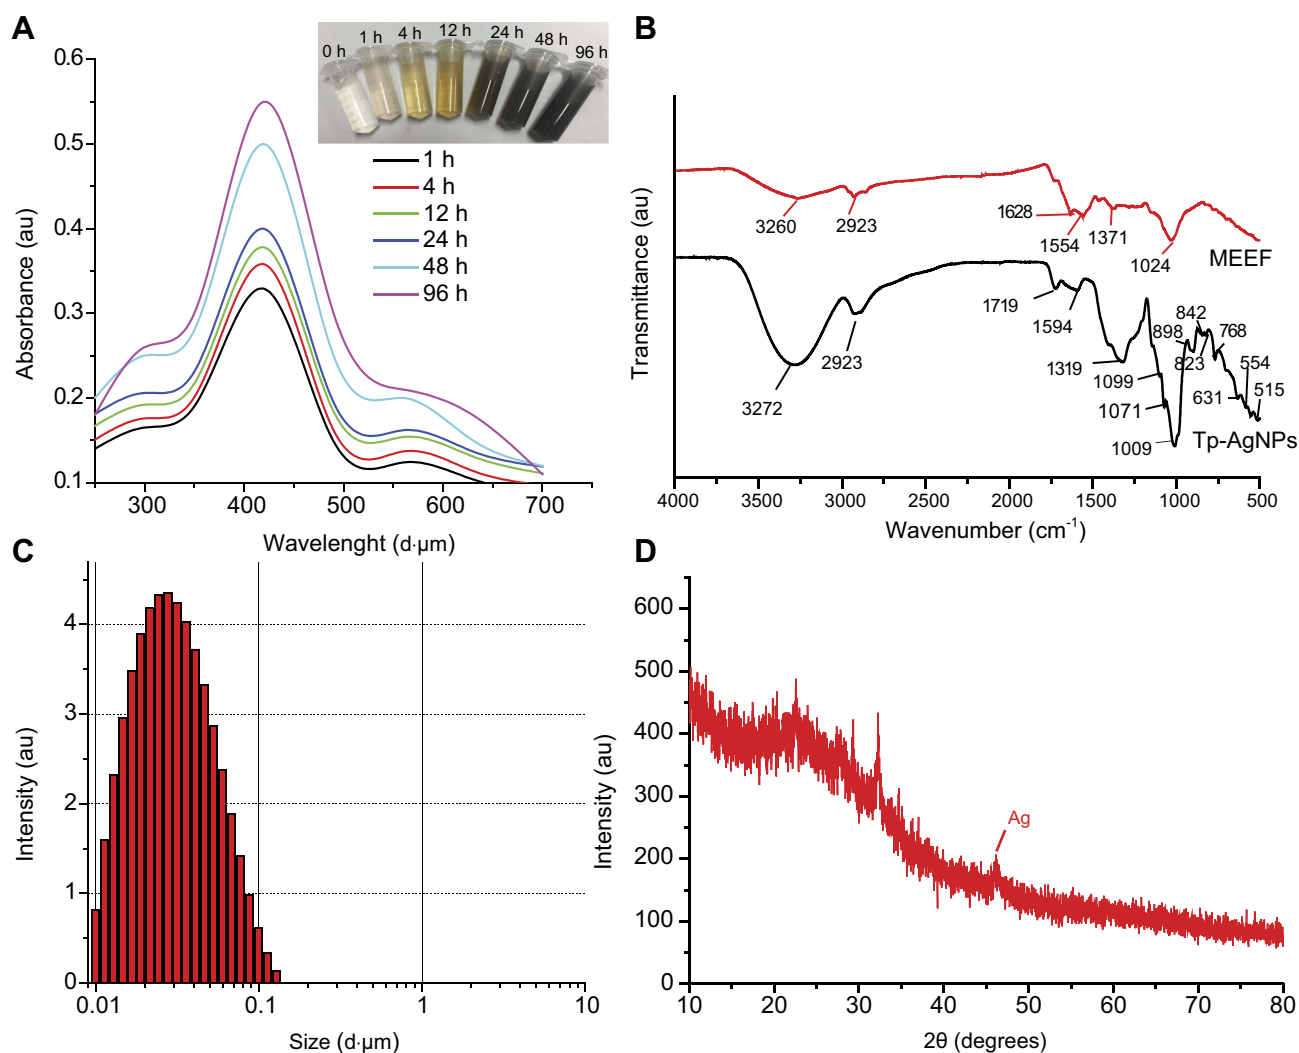 A
0.6
0.5
0.4
0.3
0.2
0.1
Absorbance (au)
300
400
500
600
700
Wavelenght (d·µm)
0 h
1 h
4 h
12 h
24 h
48 h
96 h
1 h
4 h
12 h
24 h
48 h
96 h
B
Transmittance (au)
3260
2923
1628
1554
1371
1024
MEEF
3272
2923
1719
1594
1319
1099
1071
1009
898
842
823
768
631
554
515
Tp-AgNPs
4000
3500
3000
2500
2000
1500
1000
500
Wavenumber (cm⁻¹)
C
4
3
2
1
0
Intensity (au)
0.01
0.1
1
10
Size (d·µm)
D
600
500
400
300
200
100
0
Intensity (au)
Ag
10
20
30
40
50
60
70
80
2θ (degrees)